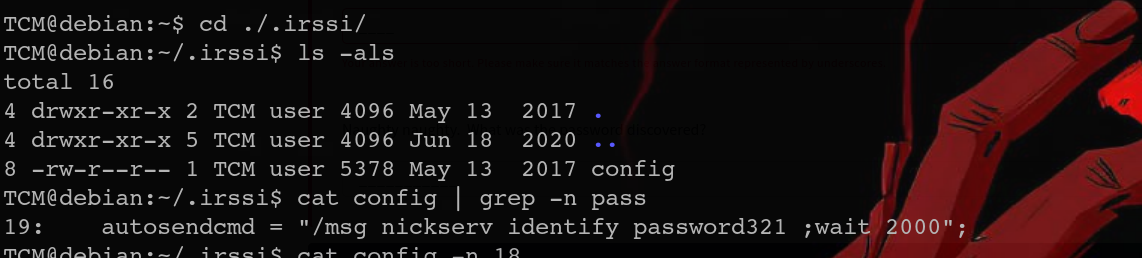 TCM@debian:~$ cd ./.irssi/
TCM@debian:~/.irssi$ ls -als
total 16
4 drwxr-xr-x 2 TCM user 4096 May 13  2017 .
4 drwxr-xr-x 5 TCM user 4096 Jun 18  2020 ..
8 -rw-r--r-- 1 TCM user 5378 May 13  2017 config
TCM@debian:~/.irssi$ cat config | grep -n pass
19:    autosendcmd = "/msg nickserv identify password321 ;wait 2000";
TCM@debian:~/.irssi$ cat config -n 18